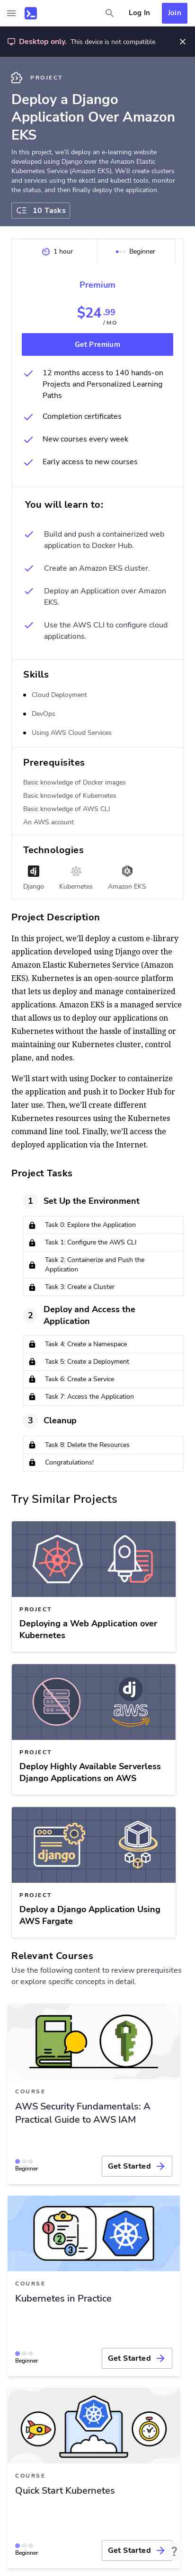 Log In
Join
Desktop only. This device is not compatible.
PROJECT
Deploy a Django
Application Over Amazon
EKS
In this project, we'll deploy an e-learning website
developed using Django over the Amazon Elastic
Kubernetes Service (Amazon EKS). We'll create clusters
and services using the eksctl and kubectl tools, monitor
the status, and then finally deploy the application.
10 Tasks
1 hour
Beginner
Premium
$24.99
/ MO
Get Premium
12 months access to 140 hands-on
Projects and Personalized Learning
Paths
Completion certificates
New courses every week
Early access to new courses
You will learn to:
Build and push a containerized web
application to Docker Hub.
Create an Amazon EKS cluster.
Deploy an Application over Amazon
EKS.
Use the AWS CLI to configure cloud
applications.
Skills
Cloud Deployment
DevOps
Using AWS Cloud Services
Prerequisites
Basic knowledge of Docker images
Basic knowledge of Kubernetes
Basic knowledge of AWS CLI
An AWS account
Technologies
dj
Django
Kubernetes
Amazon EKS
Project Description
In this project, we'll deploy a custom e-library
application developed using Django over the
Amazon Elastic Kubernetes Service (Amazon
EKS). Kubernetes is an open-source platform
that lets us deploy and manage containerized
applications. Amazon EKS is a managed service
that allows us to deploy our applications on
Kubernetes without the hassle of installing or
maintaining our Kubernetes cluster, control
plane, and nodes.
We'll start with using Docker to containerize
the application and push it to Docker Hub for
later use. Then, we'll create different
Kubernetes resources using the Kubernetes
command line tool. Finally, we'll access the
deployed application via the Internet.
Project Tasks
1 Set Up the Environment
Task 0: Explore the Application
Task 1: Configure the AWS CLI
Task 2: Containerize and Push the
Application
Task 3: Create a Cluster
2 Deploy and Access the
Application
Task 4: Create a Namespace
Task 5: Create a Deployment
Task 6: Create a Service
Task 7: Access the Application
3 Cleanup
Task 8: Delete the Resources
Congratulations!
Try Similar Projects
PROJECT
Deploying a Web Application over
Kubernetes
dj
aws
PROJECT
Deploy Highly Available Serverless
Django Applications on AWS
django
PROJECT
Deploy a Django Application Using
AWS Fargate
Relevant Courses
Use the following content to review prerequisites
or explore specific concepts in detail.
COURSE
AWS Security Fundamentals: A
Practical Guide to AWS IAM
Beginner
Get Started
COURSE
Kubernetes in Practice
Beginner
Get Started
COURSE
Quick Start Kubernetes
Beginner
Get Started
?